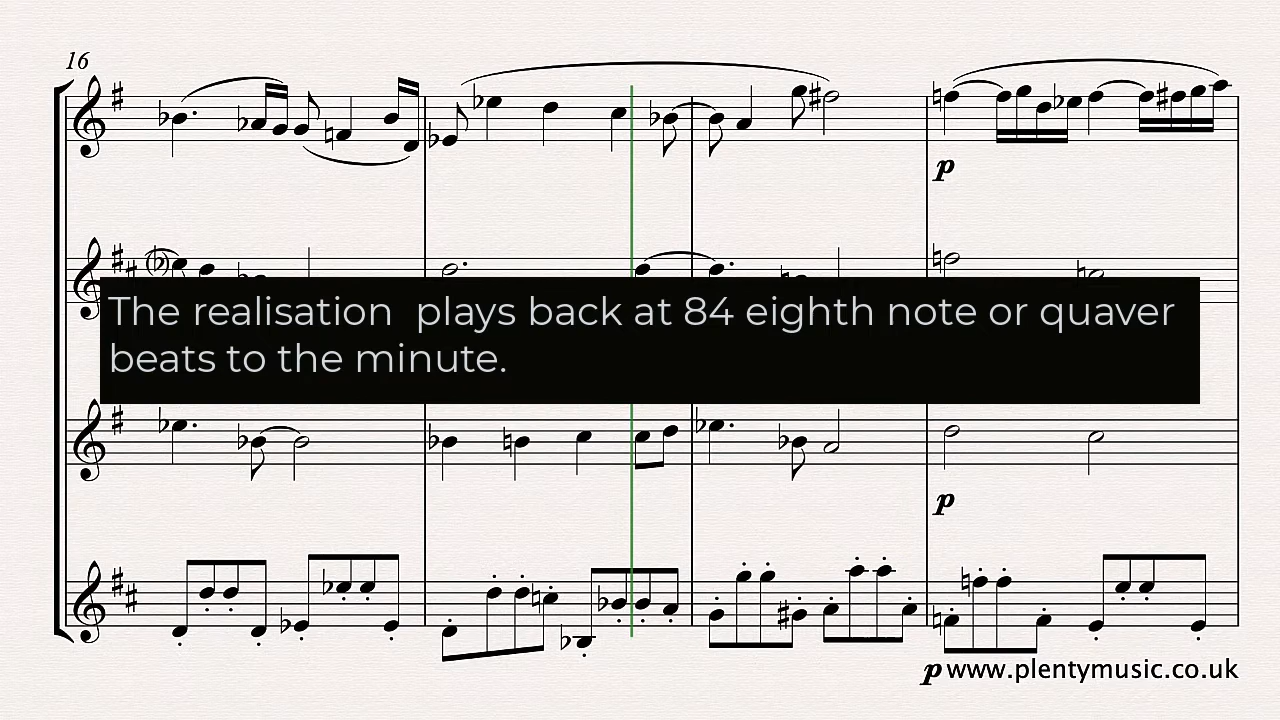 16
p
The realisation  plays back at 84 eighth note or quaver
beats to the minute.
p
p www.plentymusic.co.uk